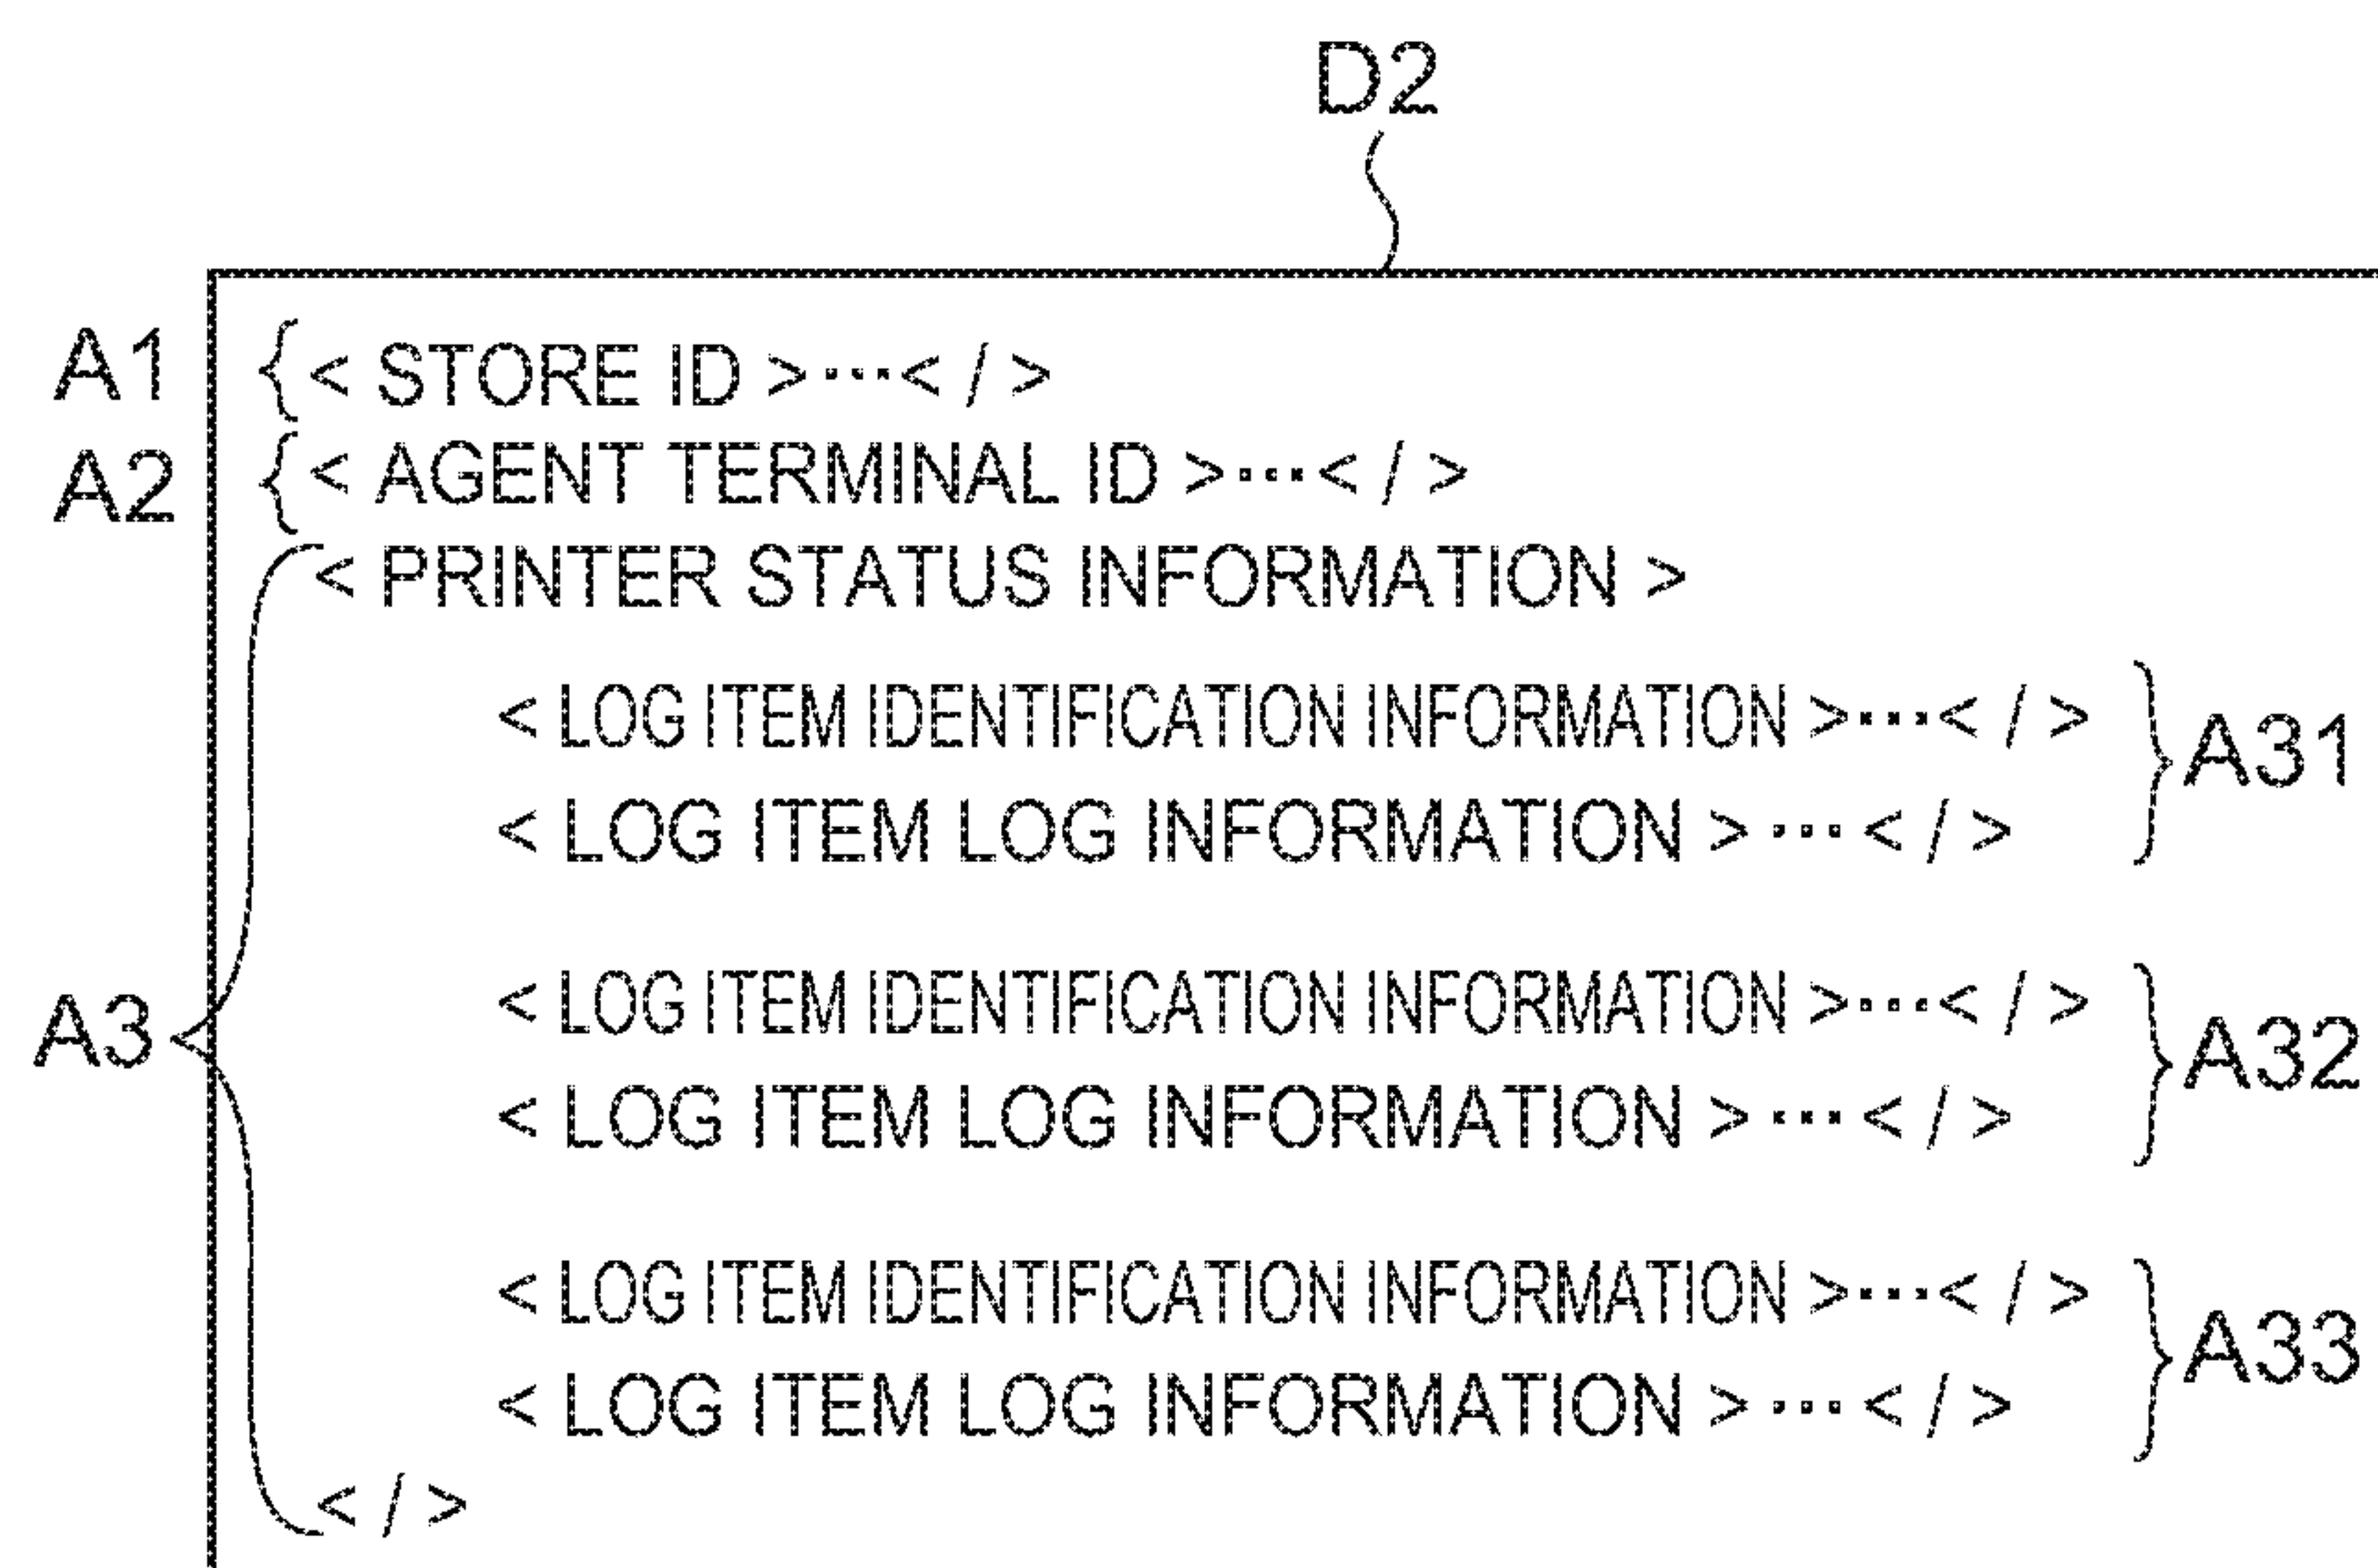 D2
A1 < STORE ID >···< / >
A2 < AGENT TERMINAL ID >···< / >
< PRINTER STATUS INFORMATION >
< LOG ITEM IDENTIFICATION INFORMATION >···< / >
A31
< LOG ITEM LOG INFORMATION >···< / >
< LOG ITEM IDENTIFICATION INFORMATION >···< / >
A3
A32
< LOG ITEM LOG INFORMATION >···< / >
< LOG ITEM IDENTIFICATION INFORMATION >···< / >
A33
< LOG ITEM LOG INFORMATION >···< / >
< / >